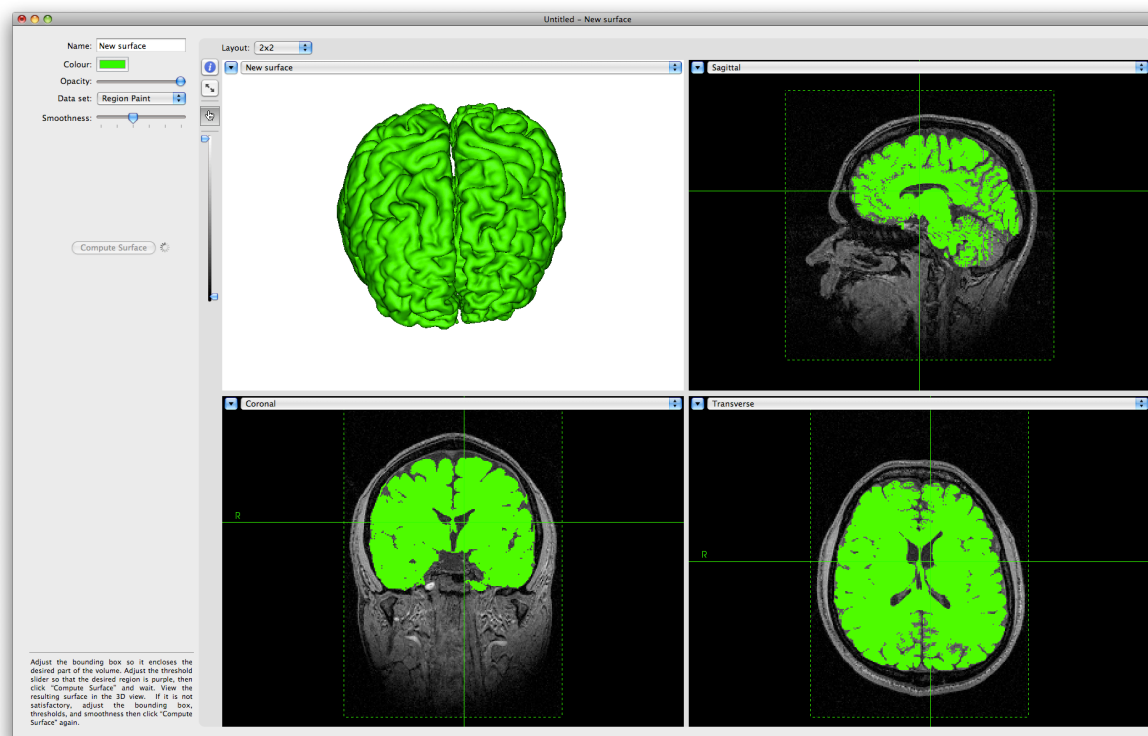 Untitled – New surface
Name: New surface
Colour:
Opacity:
Data set: Region Paint
Smoothness:
Compute Surface
Adjust the bounding box so it encloses the
desired part of the volume. Adjust the threshold
slider so that the desired region is purple, then
click “Compute Surface” and wait. View the
resulting surface in the 3D view. If it is not
satisfactory, adjust the bounding box,
thresholds, and smoothness then click “Compute
Surface” again.
Layout: 2x2
New surface
Sagittal
Coronal
R
Transverse
R